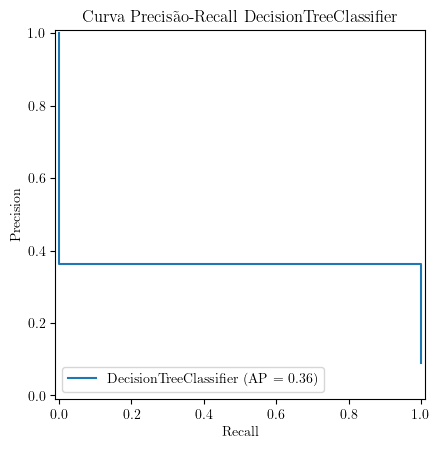 Curva Precisão-Recall DecisionTreeClassifier
1.0
0.8
0.6
0.4
0.2
0.0
Precision
DecisionTreeClassifier (AP = 0.36)
0.0 0.2 0.4 0.6 0.8 1.0
Recall